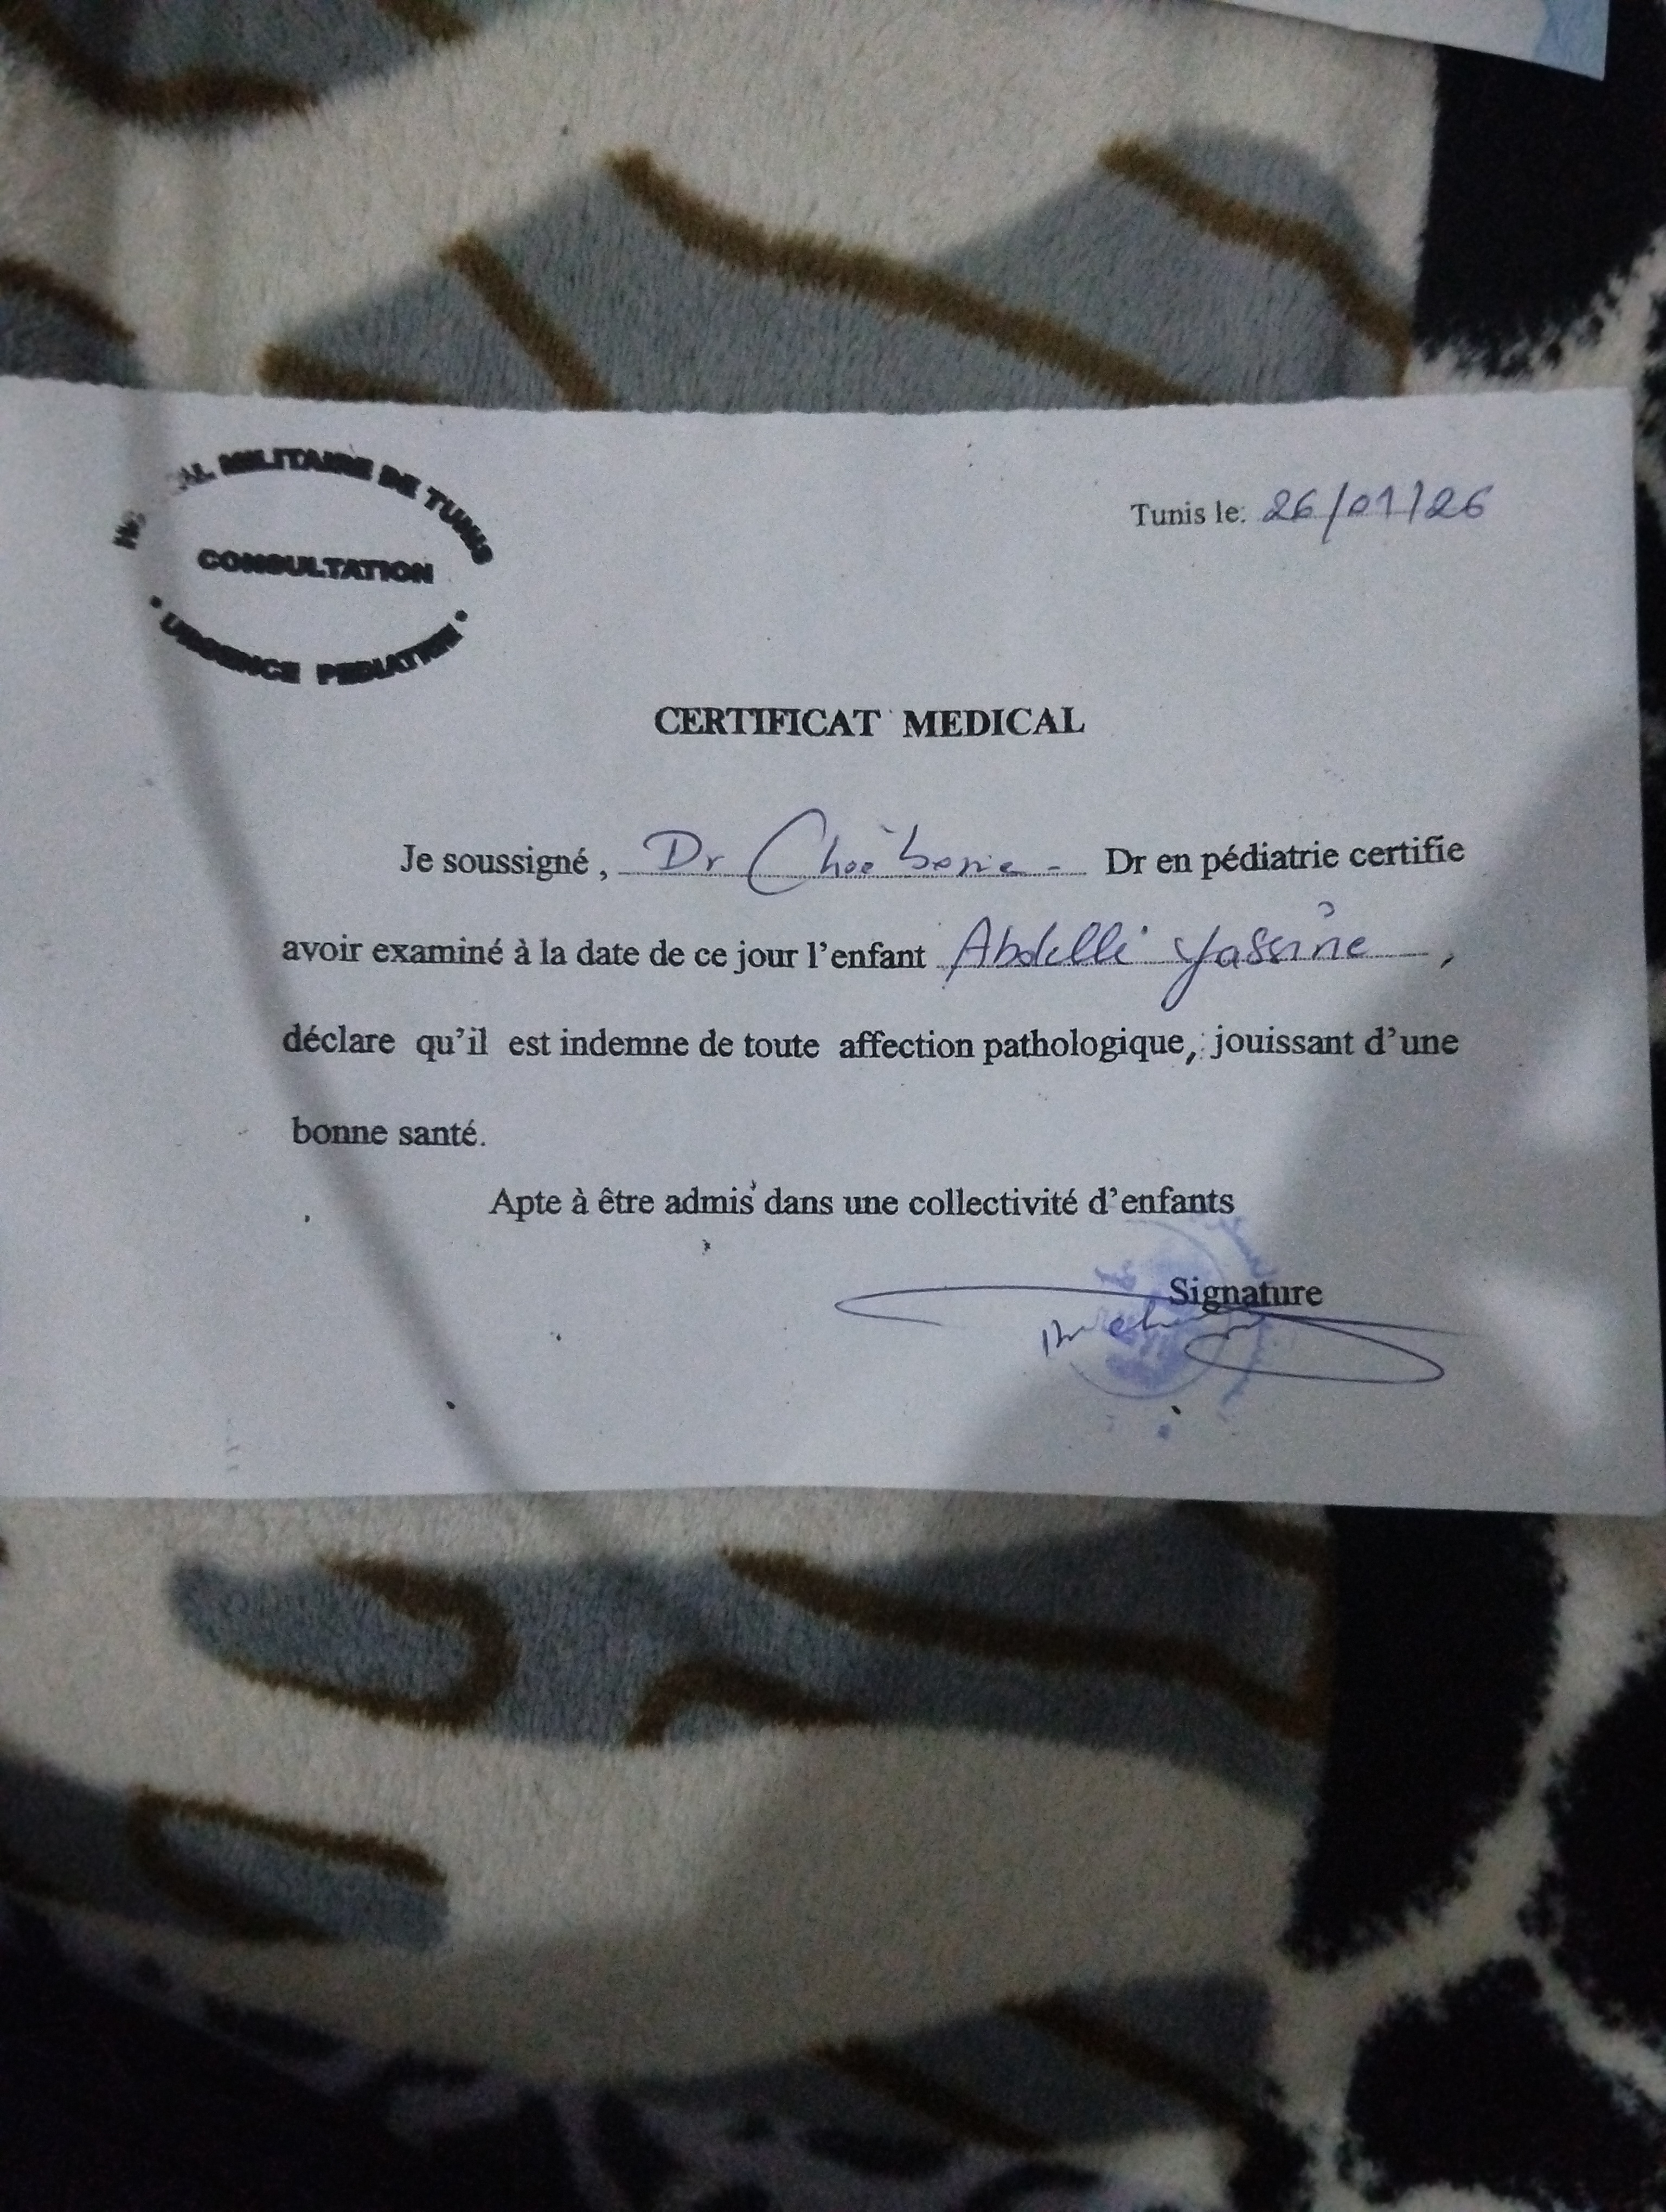 MILITAIRE DE TUNIS
CONSULTATION
URGENCE PEDIATRIE
Tunis le: 26/01/26
CERTIFICAT MEDICAL
Je soussigné, Dr Dr en pédiatrie certifie
avoir examiné à la date de ce jour l'enfant Abdelli Yassine,
déclare qu'il est indemne de toute affection pathologique, jouissant d'une
bonne santé.
Apte à être admis dans une collectivité d'enfants
Signature